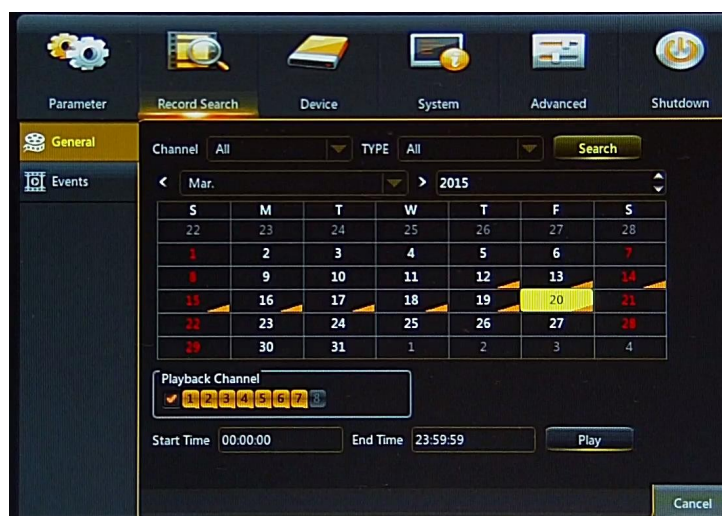 Parameter Record Search Device System Advanced Shutdown
General
Events
Channel All TYPE All Search
< Mar. > 2015
S M T W T F S
22 23 24 25 26 27 28
1 2 3 4 5 6 7
8 9 10 11 12 13 14
15 16 17 18 19 20 21
22 23 24 25 26 27 28
29 30 31 1 2 3 4
Playback Channel
1 2 3 4 5 6 7 8
Start Time 00:00:00 End Time 23:59:59 Play
Cancel